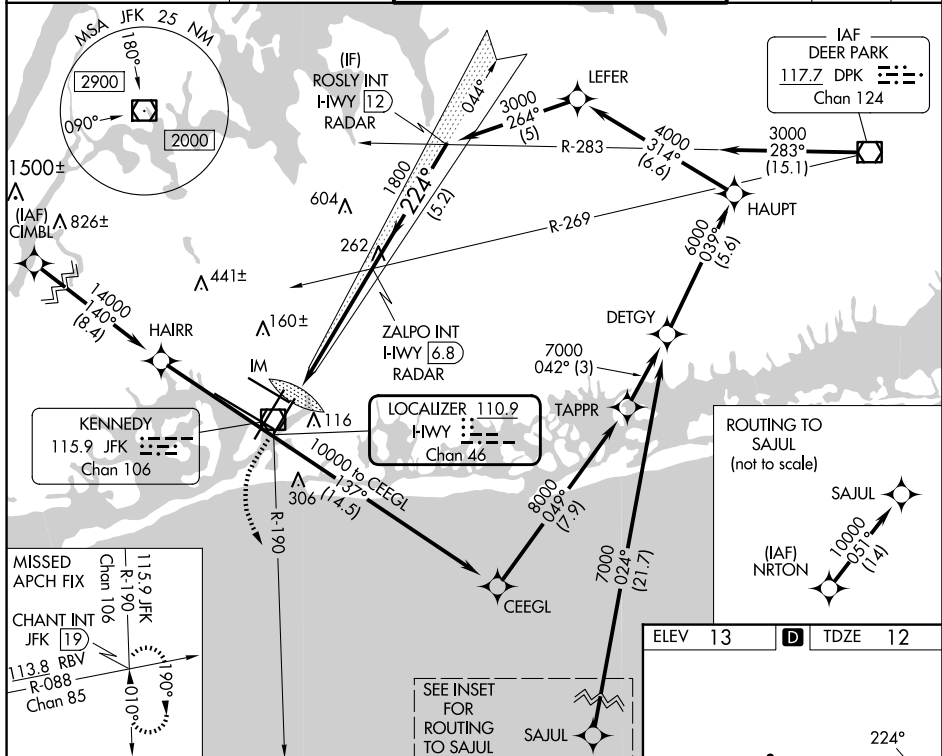 MSA JFK 25 NM
180°
2900
090°
2000
1500±
(IAF)
CIMBL
826±
14000
140°
(8.4)
HAIRR
441±
160±
604
262
(IF)
ROSLY INT
I-IWY 12
RADAR
044°
1800
224°
(5.2)
LEFER
3000
264°
(5)
R-283
4000
314°
(6.6)
IAF
DEER PARK
117.7 DPK
Chan 124
3000
283°
(15.1)
HAUPT
R-269
6000
039°
(5.6)
DETGY
7000
042° (3)
TAPPR
ZALPO INT
I-IWY 6.8
RADAR
IM
KENNEDY
115.9 JFK
Chan 106
116
LOCALIZER 110.9
I-IWY
Chan 46
10000 to CEEGL
137°
(14.5)
306
R-190
8000
049°
(7.9)
CEEGL
7000
024°
(21.7)
ROUTING TO
SAJUL
(not to scale)
SAJUL
10000
051°
(14)
(IAF)
NRTON
MISSED
APCH FIX
115.9 JFK
R-190
Chan 106
CHANT INT
JFK 19
113.8 RBV
R-088
Chan 85
190°
010°
SEE INSET
FOR
ROUTING
TO SAJUL
SAJUL
ELEV 13 D TDZE 12
224°